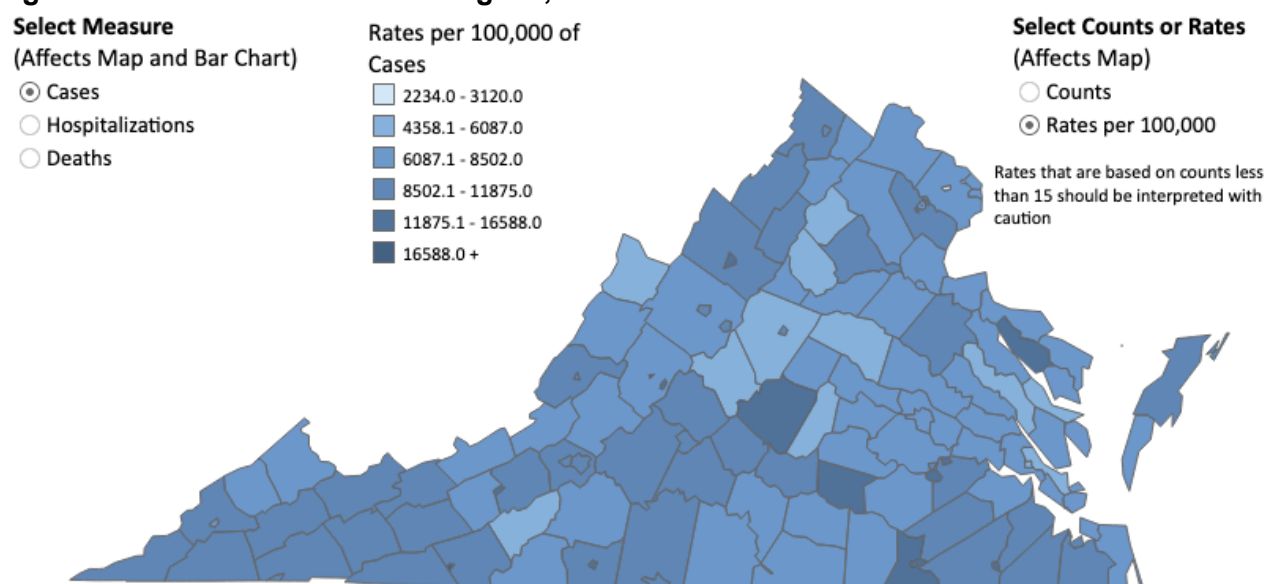 Select Measure
(Affects Map and Bar Chart)
Cases
Hospitalizations
Deaths
Rates per 100,000 of
Cases
2234.0 - 3120.0
4358.1 - 6087.0
6087.1 - 8502.0
8502.1 - 11875.0
11875.1 - 16588.0
16588.0 +
Select Counts or Rates
(Affects Map)
Counts
Rates per 100,000
Rates that are based on counts less
than 15 should be interpreted with
caution